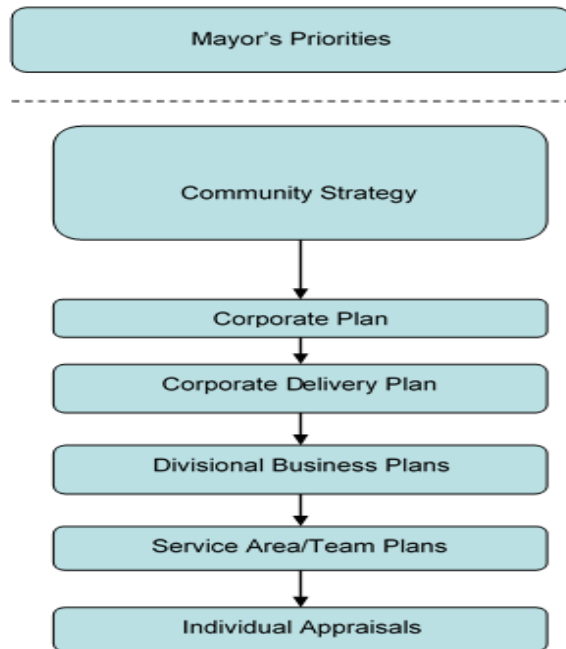 Mayor’s Priorities
Community Strategy
Corporate Plan
Corporate Delivery Plan
Divisional Business Plans
Service Area/Team Plans
Individual Appraisals